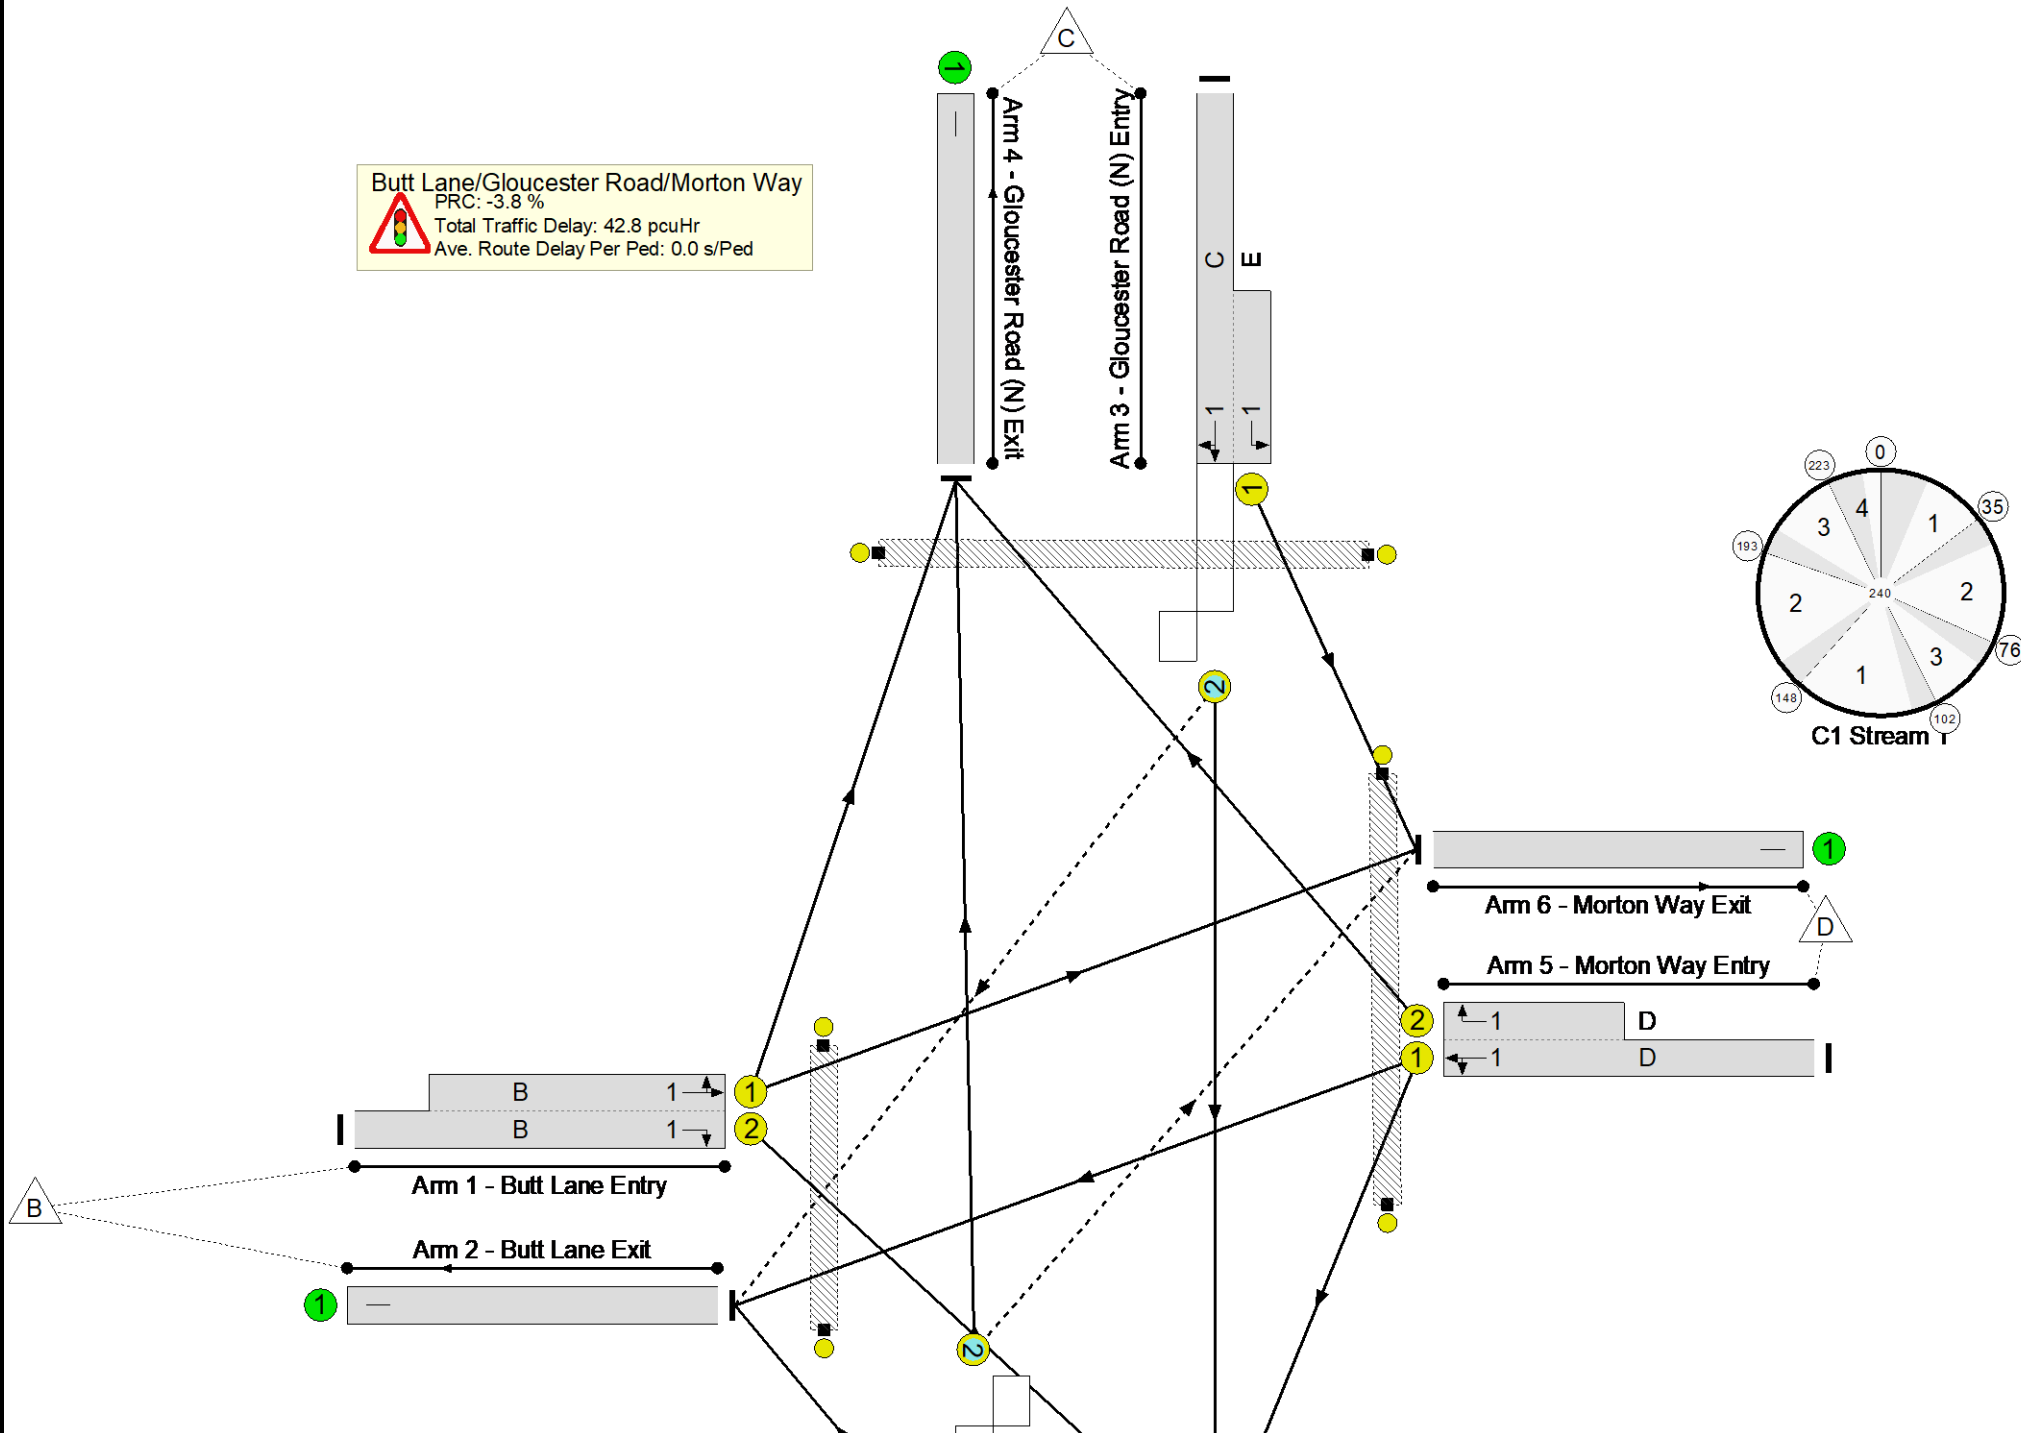 C
1
Arm 4 - Gloucester Road (N) Exit
Arm 3 - Gloucester Road (N) Entry
C
E
1
1
1
Butt Lane/Gloucester Road/Morton Way
PRC: -3.8 %
Total Traffic Delay: 42.8 pcuHr
Ave. Route Delay Per Ped: 0.0 s/Ped
0
223
35
4
3
1
193
240
2
2
76
3
1
148
102
C1 Stream 1
2
1
Arm 6 - Morton Way Exit
D
Arm 5 - Morton Way Entry
2
1
D
1
1
D
B
1
1
B
1
2
Arm 1 - Butt Lane Entry
B
Arm 2 - Butt Lane Exit
1
2